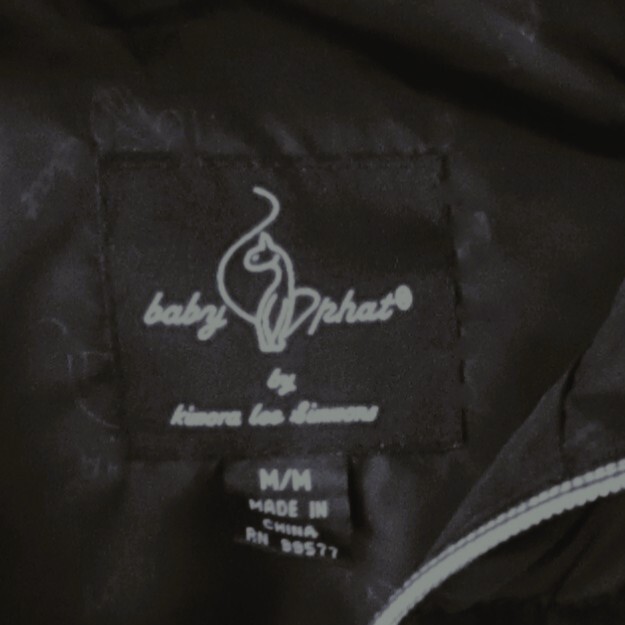 baby phat®
by
kimora lee Simmons
M/M
MADE IN
CHINA
RN 99577